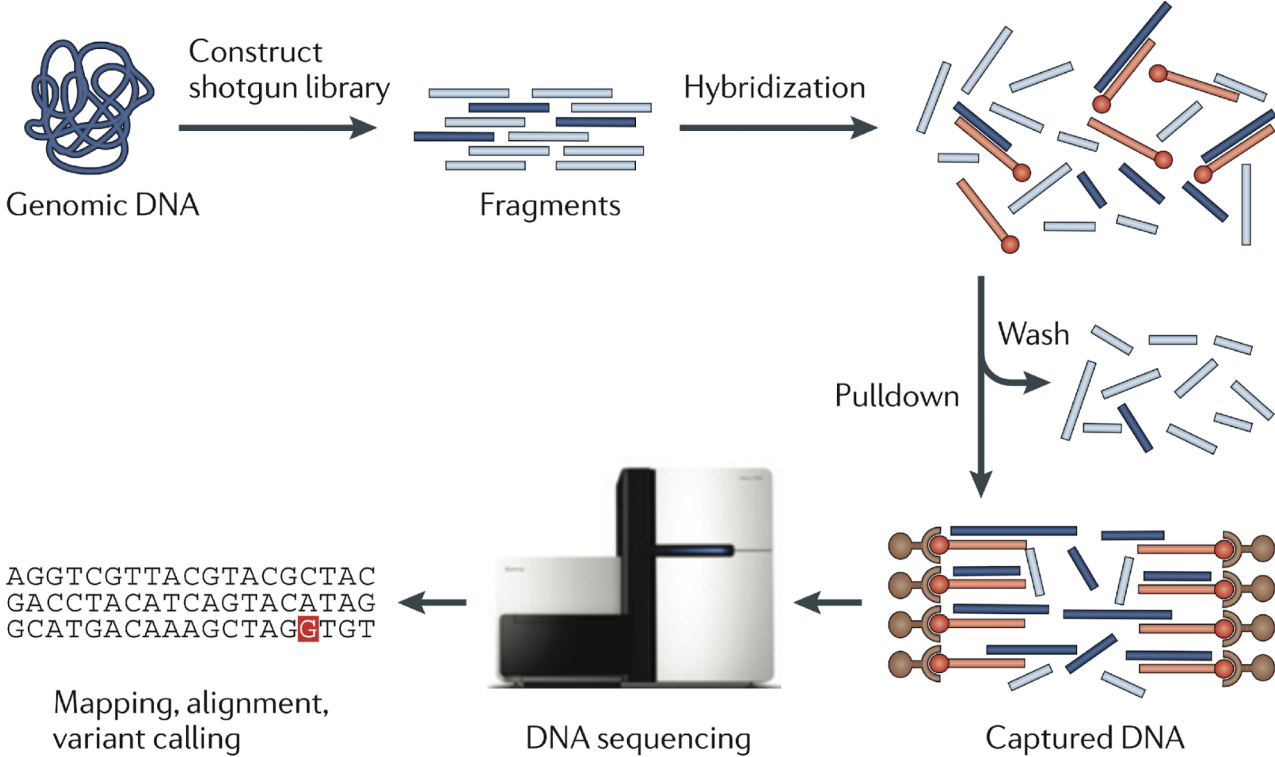 Construct
shotgun library
Hybridization
Genomic DNA
Fragments
Wash
Pulldown
AGGTCGTTACGTACGCTAC
GACCTACATCAGTACATAG
GCATGACAAAGCTAGGTGT
Mapping, alignment,
variant calling
DNA sequencing
Captured DNA